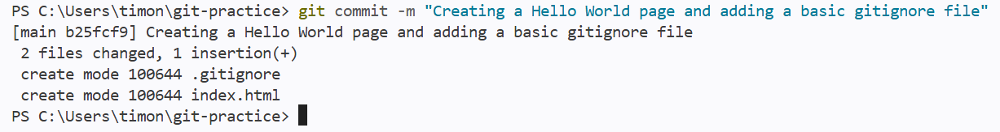 PS C:\Users\timon\git-practice> git commit -m "Creating a Hello World page and adding a basic gitignore file"
[main b25fcf9] Creating a Hello World page and adding a basic gitignore file
 2 files changed, 1 insertion(+)
 create mode 100644 .gitignore
 create mode 100644 index.html
PS C:\Users\timon\git-practice>